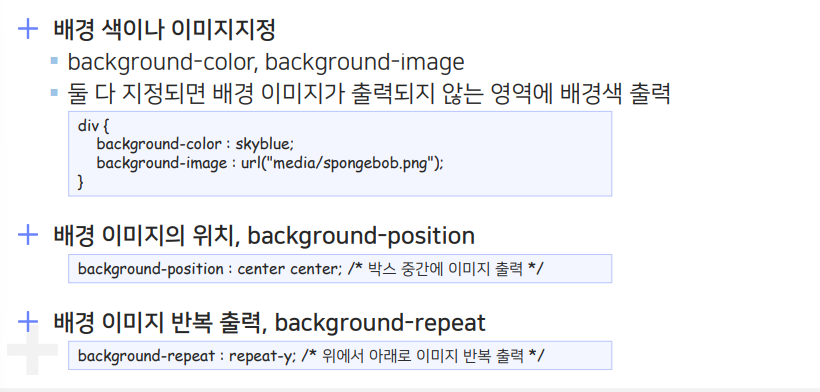 배경 색이나 이미지지정
background-color, background-image
둘 다 지정되면 배경 이미지가 출력되지 않는 영역에 배경색 출력
div {
background-color : skyblue;
background-image : url("media/spongebob.png");
}
배경 이미지의 위치, background-position
background-position : center center; /* 박스 중간에 이미지 출력 */
배경 이미지 반복 출력, background-repeat
background-repeat : repeat-y; /* 위에서 아래로 이미지 반복 출력 */